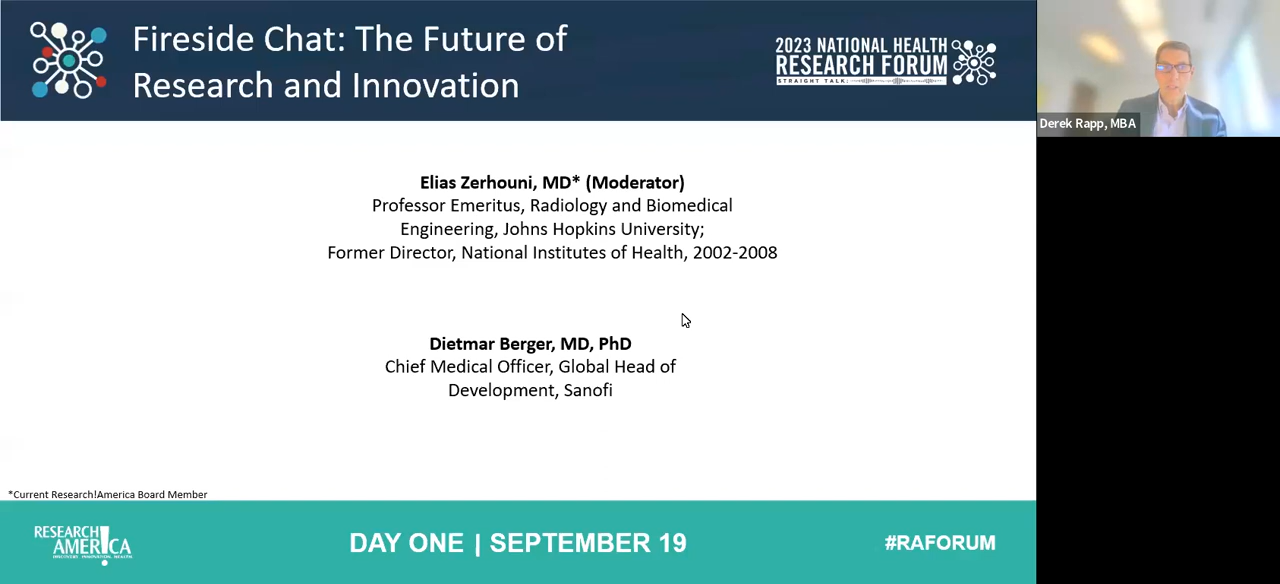 Fireside Chat: The Future of
Research and Innovation
2023 NATIONAL HEALTH
RESEARCH FORUM
STRAIGHT TALK:
Derek Rapp, MBA
Elias Zerhouni, MD* (Moderator)
Professor Emeritus, Radiology and Biomedical
Engineering, Johns Hopkins University;
Former Director, National Institutes of Health, 2002-2008
Dietmar Berger, MD, PhD
Chief Medical Officer, Global Head of
Development, Sanofi
*Current Research!America Board Member
RESEARCH!
AMERICA
DISCOVERY. INNOVATION. HEALTH.
DAY ONE | SEPTEMBER 19
#RAFORUM